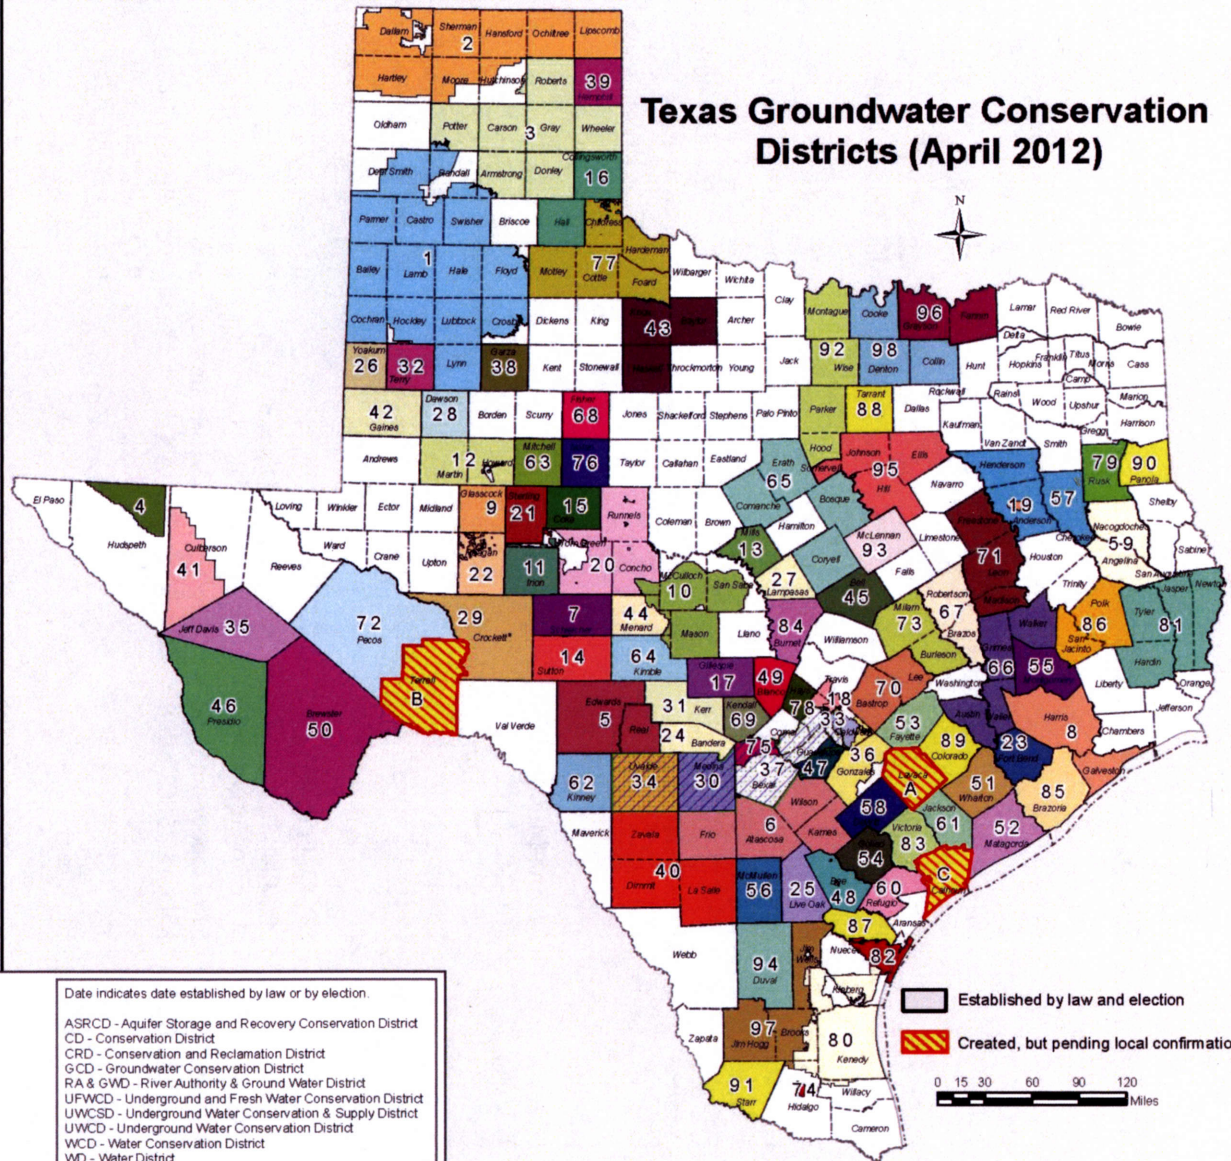 Texas Groundwater Conservation
Districts (April 2012)
N
Dallam Sherman Hansford Ochiltree Lipscomb
2
Hartley Moore Hutchinson Roberts 39
Hemphill
Oldham Potter Carson 3 Gray Wheeler
Deaf Smith Randall Armstrong Donley Collingsworth
16
Parmer Castro Swisher Briscoe Hall Childress
Hardeman
Bailey 1 Lamb Hale Floyd Motley 77 Cottle Foard Wilbarger Wichita Clay
Montague Cooke 96 Grayson Fannin Lamar Red River Bowie
Cochran Hockley Lubbock Crosby Dickens King 43 Archer
Delta Franklin Titus Morris Cass
Yoakum 26 32 Terry Lynn Garza 38 Kent Stonewall Throckmorton Young Jack 92 Wise 98 Denton Collin Hunt Hopkins
Camp Marion
42 Gaines Dawson 28 Borden Scurry Fisher 68 Jones Shackelford Stephens Palo Pinto Parker Tarrant 88 Dallas Rockwall Kaufman Rains Wood Upshur Harrison
Gregg
Andrews 12 Martin Howard Mitchell 63 76 Taylor Callahan Eastland Erath 65 Hood Somervell Johnson Ellis 95 Hill Navarro Van Zandt Smith Henderson 79 Rusk 90 Panola
El Paso 4 Hudspeth Culberson 41 Reeves Loving Winkler Ector Midland Glasscock 9 Sterling 21 15 Coke Runnels Coleman Brown Comanche Hamilton Bosque
19 Anderson 57 Cherokee Shelby
Nacogdoches 59 Angelina San Augustine Sabine
Ward Crane Upton Reagan 22 11 Irion Tom Green 20 Concho McCulloch 10 San Saba Mills 13 27 Lampasas Coryell McLennan 93 Limestone Freestone 71 Leon Madison Houston Trinity
Falls Bell 45 Milam 73 Robertson 67 Brazos
Jasper Newton Tyler 81 Hardin Polk 86 San Jacinto Walker
Jeff Davis 35 72 Pecos 29 Crockett* 7 44 Menard Mason Llano 84 Burnet Williamson Burleson Grimes 66 55 Montgomery Liberty Orange
46 Presidio Brewster 50 Terrell B 14 Sutton 64 Kimble Gillespie 17 49 Blanco Hays Travis 18 70 Lee Bastrop Washington Jefferson
Val Verde Edwards 5 Real 31 Kerr 24 Bandera Kendall 69 78 33 Caldwell 53 Fayette Austin Waller Harris 8 Chambers
Comal 75 36 Gonzales 89 Colorado 23 Fort Bend Galveston
62 Kinney Uvalde 34 Medina 30 37 Bexar 47 Lavaca A 51 Wharton 85 Brazoria
Wilson 58 Jackson 61 52 Matagorda
Maverick Zavala Frio 6 Atascosa Karnes Victoria 83
54 C Calhoun
40 Dimmit La Salle McMullen 56 25 Live Oak Bee 48 60 Refugio
87 Aransas
Webb 94 Duval Jim Wells Nueces 82
Kleberg
Zapata 97 Jim Hogg Brooks 80 Kenedy
91 Starr 74 Hidalgo Willacy
Cameron
Established by law and election
Created, but pending local confirmatio
0 15 30 60 90 120
Miles
Date indicates date established by law or by election.
ASRCD - Aquifer Storage and Recovery Conservation District
CD - Conservation District
CRD - Conservation and Reclamation District
GCD - Groundwater Conservation District
RA & GWD - River Authority & Ground Water District
UFWCD - Underground and Fresh Water Conservation District
UWCSD - Underground Water Conservation & Supply District
UWCD - Underground Water Conservation District
WCD - Water Conservation District
WD - Water District